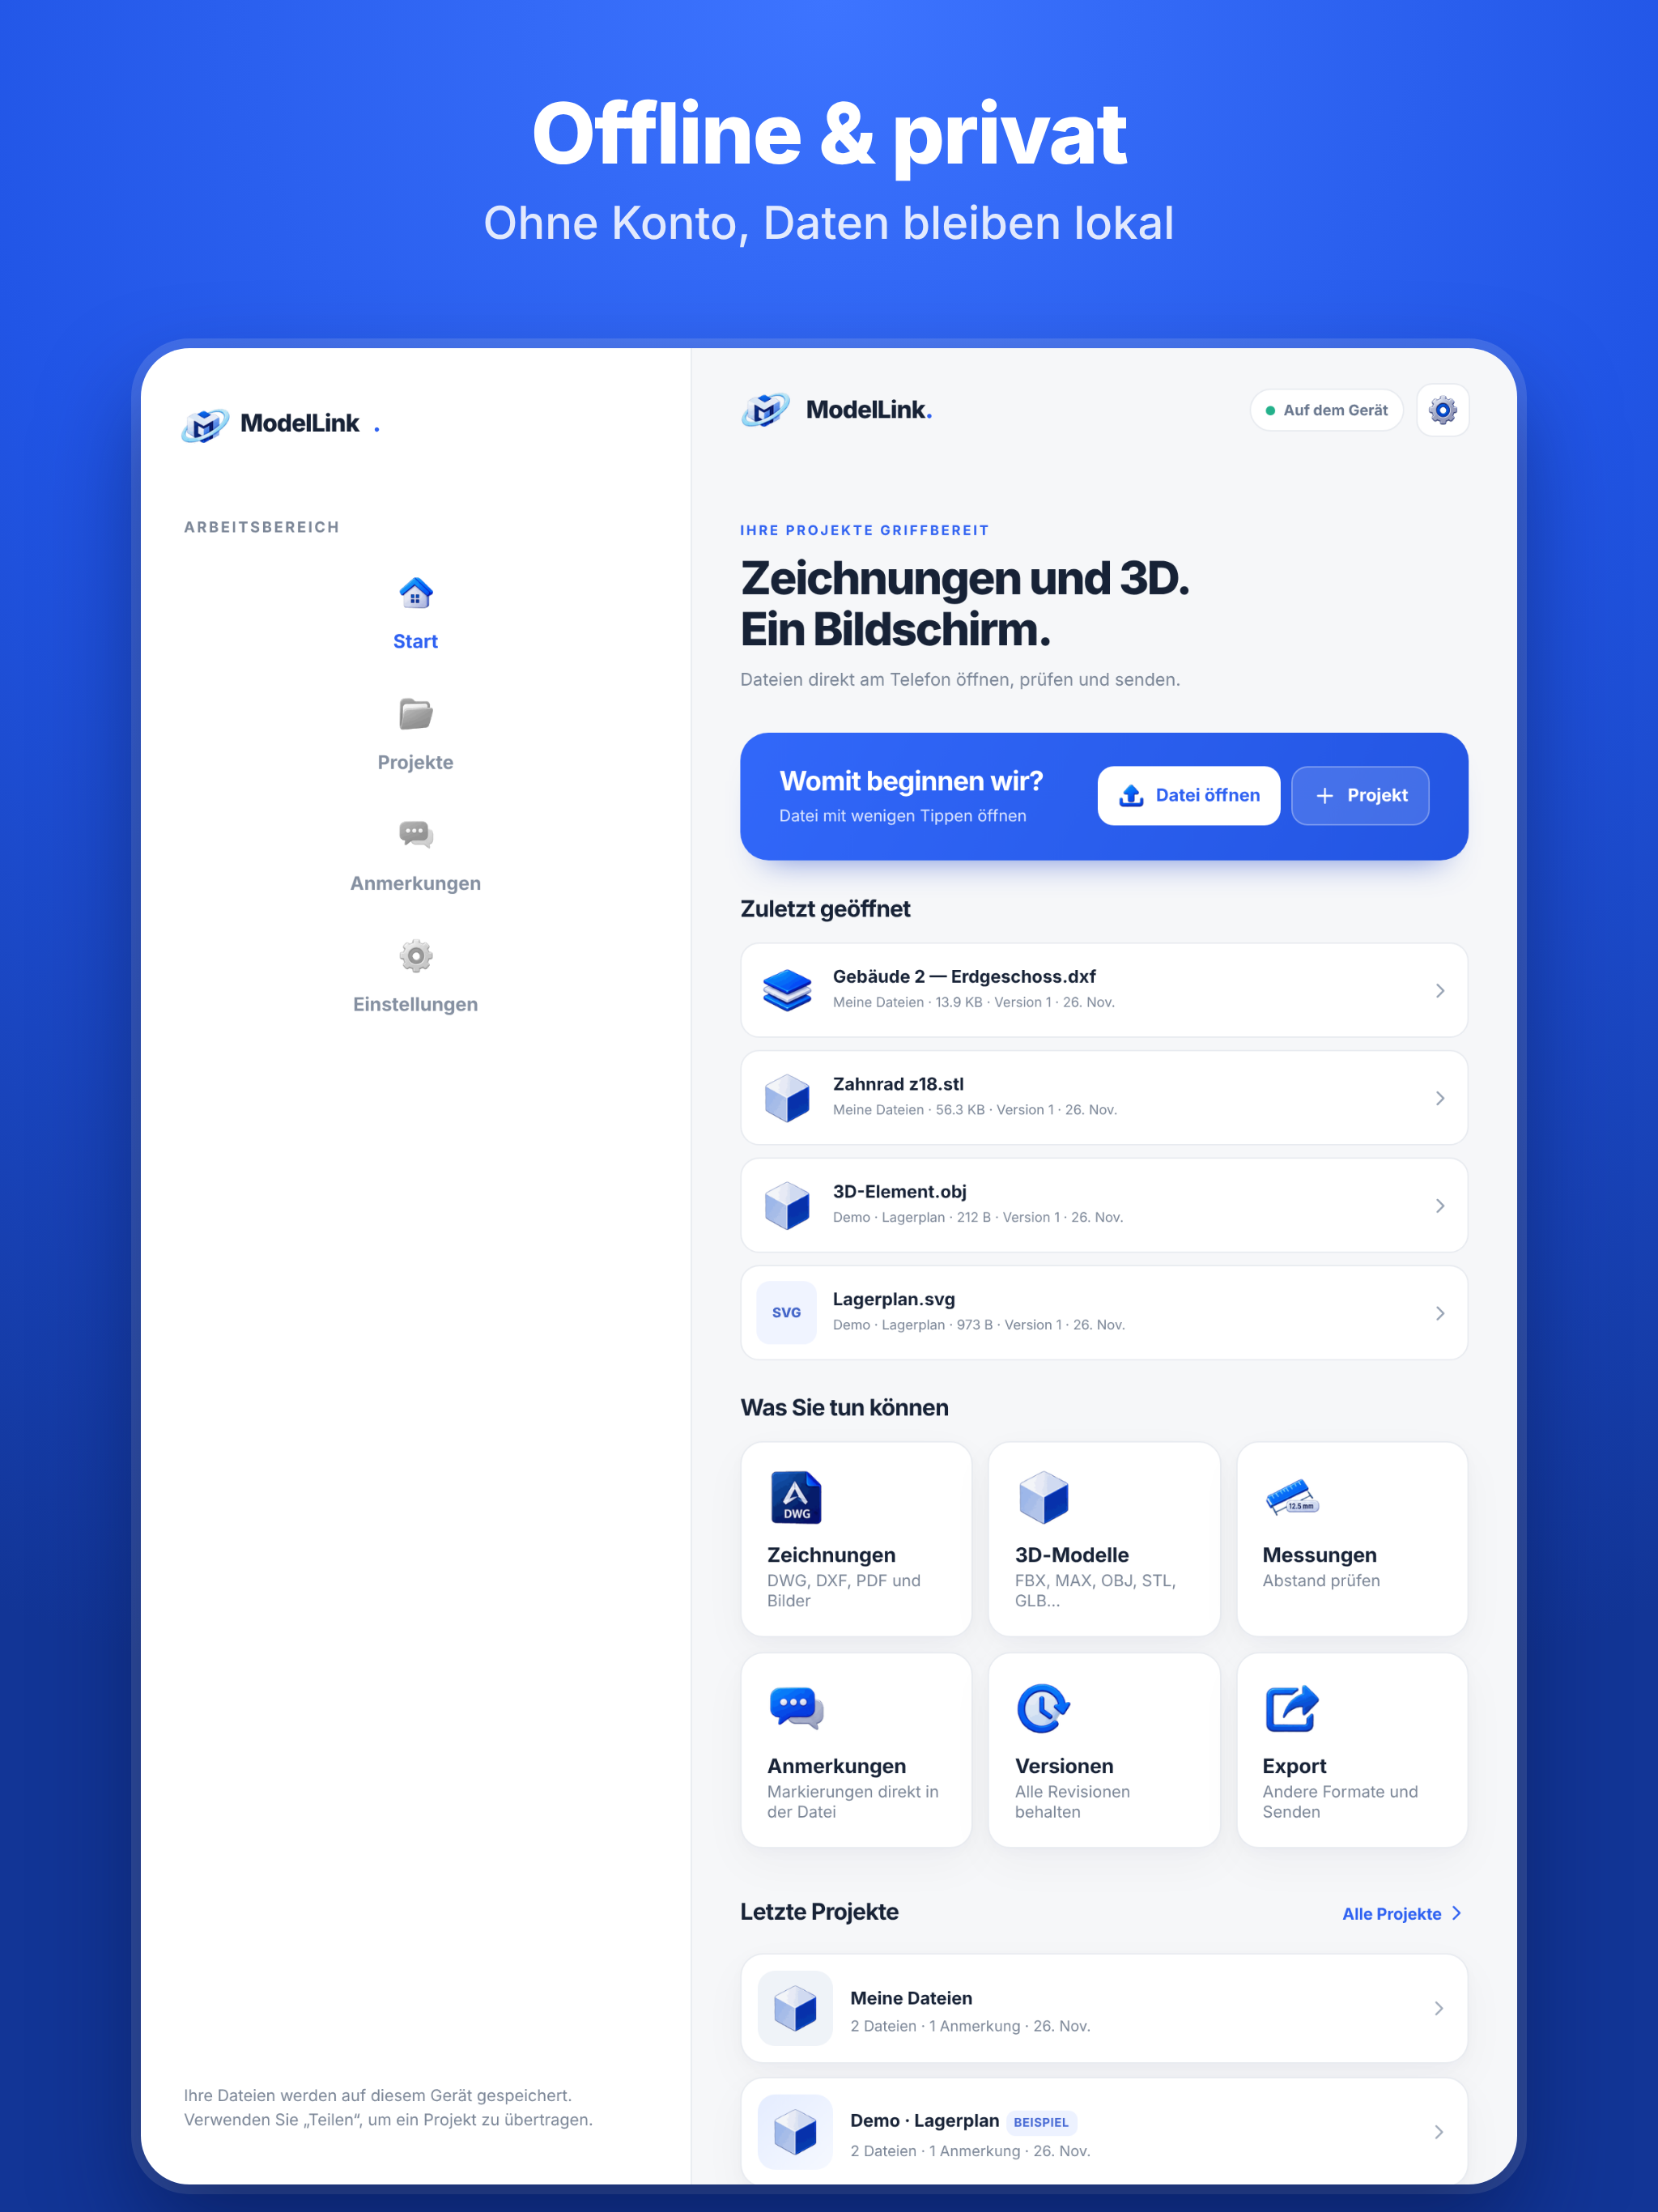 Offline & privat
Ohne Konto, Daten bleiben lokal
ModelLink .
ARBEITSBEREICH
Start
Projekte
Anmerkungen
Einstellungen
Ihre Dateien werden auf diesem Gerät gespeichert.
Verwenden Sie „Teilen“, um ein Projekt zu übertragen.
ModelLink.
Auf dem Gerät
IHRE PROJEKTE GRIFFBEREIT
Zeichnungen und 3D.
Ein Bildschirm.
Dateien direkt am Telefon öffnen, prüfen und senden.
Womit beginnen wir?
Datei mit wenigen Tippen öffnen
Datei öffnen
Projekt
Zuletzt geöffnet
Gebäude 2 — Erdgeschoss.dxf
Meine Dateien · 13.9 KB · Version 1 · 26. Nov.
Zahnrad z18.stl
Meine Dateien · 56.3 KB · Version 1 · 26. Nov.
3D-Element.obj
Demo · Lagerplan · 212 B · Version 1 · 26. Nov.
SVG
Lagerplan.svg
Demo · Lagerplan · 973 B · Version 1 · 26. Nov.
Was Sie tun können
DWG
Zeichnungen
DWG, DXF, PDF und
Bilder
3D-Modelle
FBX, MAX, OBJ, STL,
GLB...
12.5 mm
Messungen
Abstand prüfen
Anmerkungen
Markierungen direkt in
der Datei
Versionen
Alle Revisionen
behalten
Export
Andere Formate und
Senden
Letzte Projekte
Alle Projekte
Meine Dateien
2 Dateien · 1 Anmerkung · 26. Nov.
Demo · Lagerplan BEISPIEL
2 Dateien · 1 Anmerkung · 26. Nov.